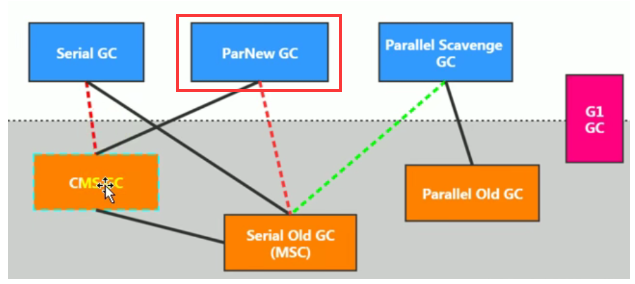 Serial GC
ParNew GC
Parallel Scavenge
GC
G1
GC
CMS GC
Parallel Old GC
Serial Old GC
(MSC)